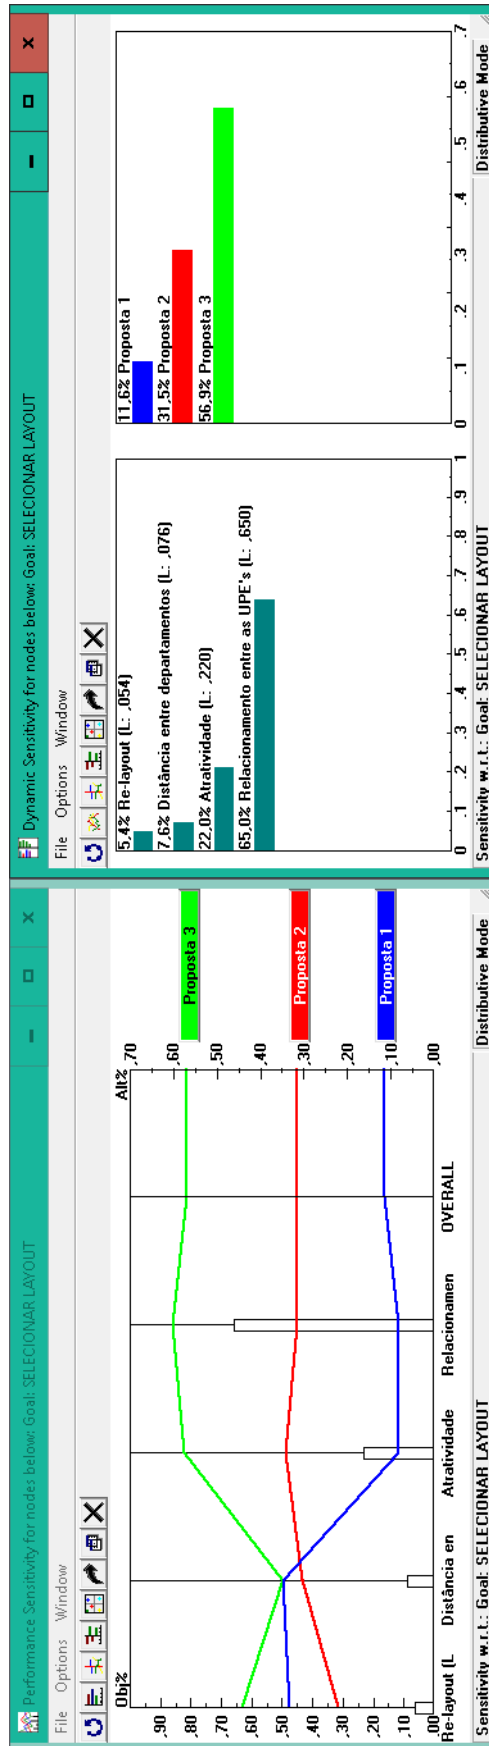 Performance Sensitivity for nodes below: Goal: SELECIONAR LAYOUT
File Options Window
Obj%
Alt%
,90
,80
,70
,60
,50
,40
,30
,20
,10
,00
,70
,60
,50
,40
,30
,20
,10
,00
Re-layout (L
Distância en
Atratividade
Relacionamen
OVERALL
Proposta 3
Proposta 2
Proposta 1
Sensitivity w.r.t.: Goal: SELECIONAR LAYOUT
Distributive Mode
Dynamic Sensitivity for nodes below: Goal: SELECIONAR LAYOUT
File Options Window
5,4% Re-layout (L: ,054)
7,6% Distância entre departamentos (L: ,076)
22,0% Atratividade (L: ,220)
65,0% Relacionamento entre as UPE's (L: ,650)
0 .1 .2 .3 .4 .5 .6 .7 .8 .9 1
11,6% Proposta 1
31,5% Proposta 2
56,9% Proposta 3
0 .1 .2 .3 .4 .5 .6 .7
Sensitivity w.r.t.: Goal: SELECIONAR LAYOUT
Distributive Mode